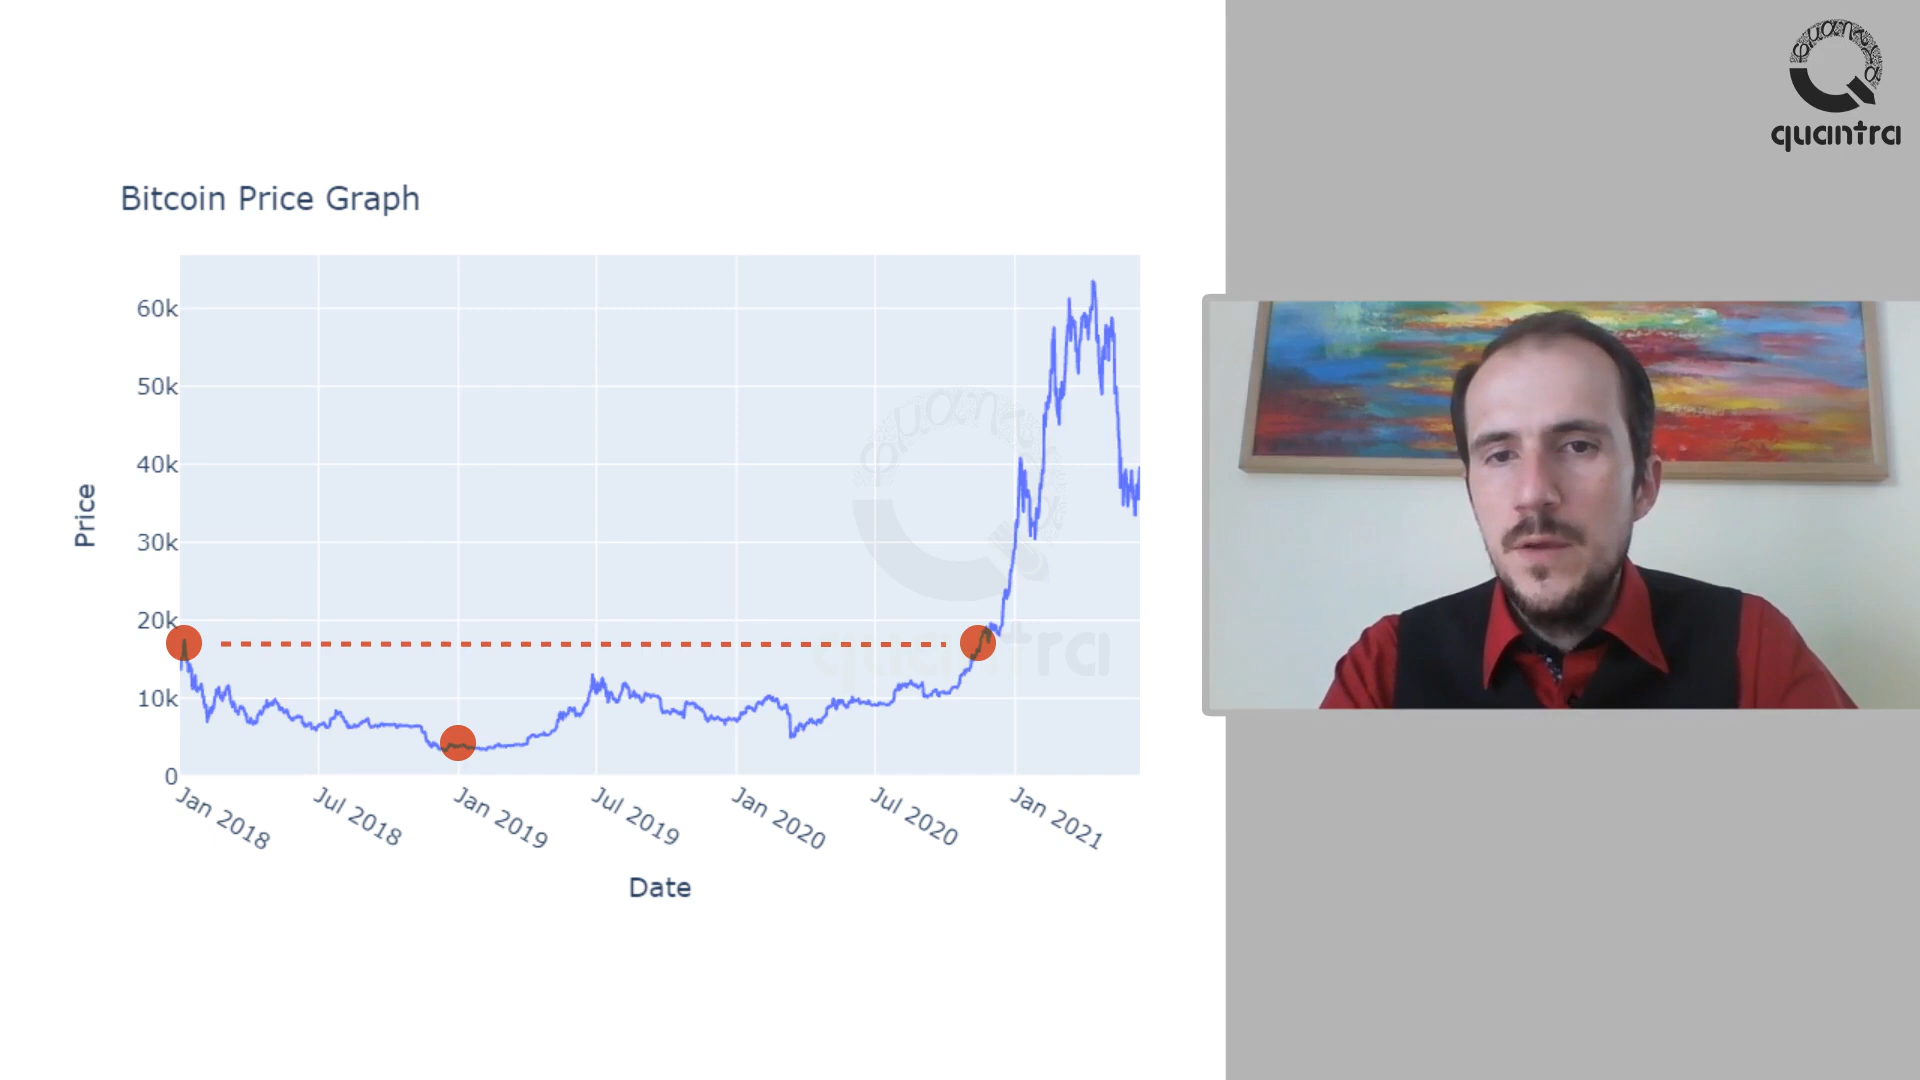 quantra
Bitcoin Price Graph
Price
60k
50k
40k
30k
20k
10k
0
quantra
Jan 2018
Jul 2018
Jan 2019
Jul 2019
Jan 2020
Jul 2020
Jan 2021
Date